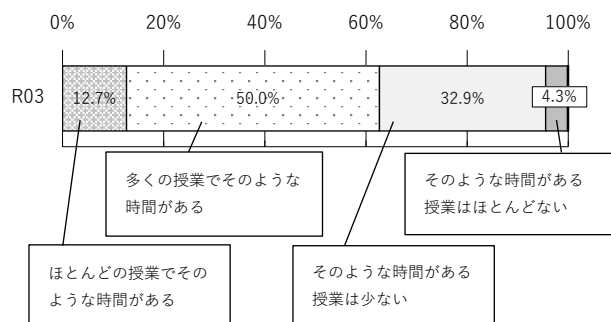 0% 20% 40% 60% 80% 100%
R03 12.7% 50.0% 32.9% 4.3%
多くの授業でそのような
時間がある
そのような時間がある
授業はほとんどない
ほとんどの授業でその
ような時間がある
そのような時間がある
授業は少ない